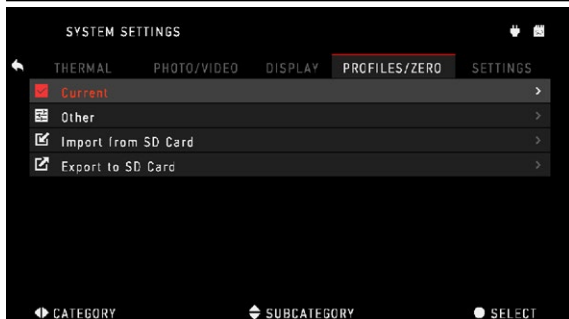 SYSTEM SETTINGS
THERMAL PHOTO/VIDEO DISPLAY PROFILES/ZERO SETTINGS
Current
Other
Import from SD Card
Export to SD Card
CATEGORY SUBCATEGORY SELECT